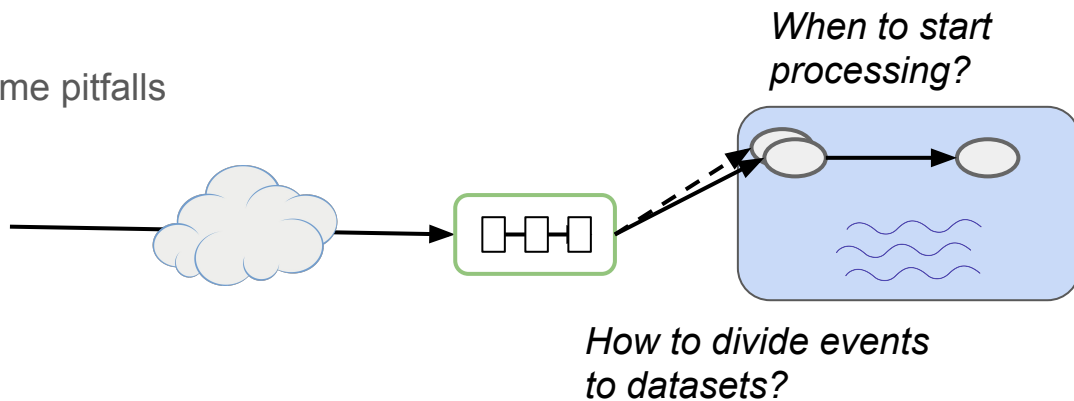 When to start
processing?
me pitfalls
How to divide events
to datasets?